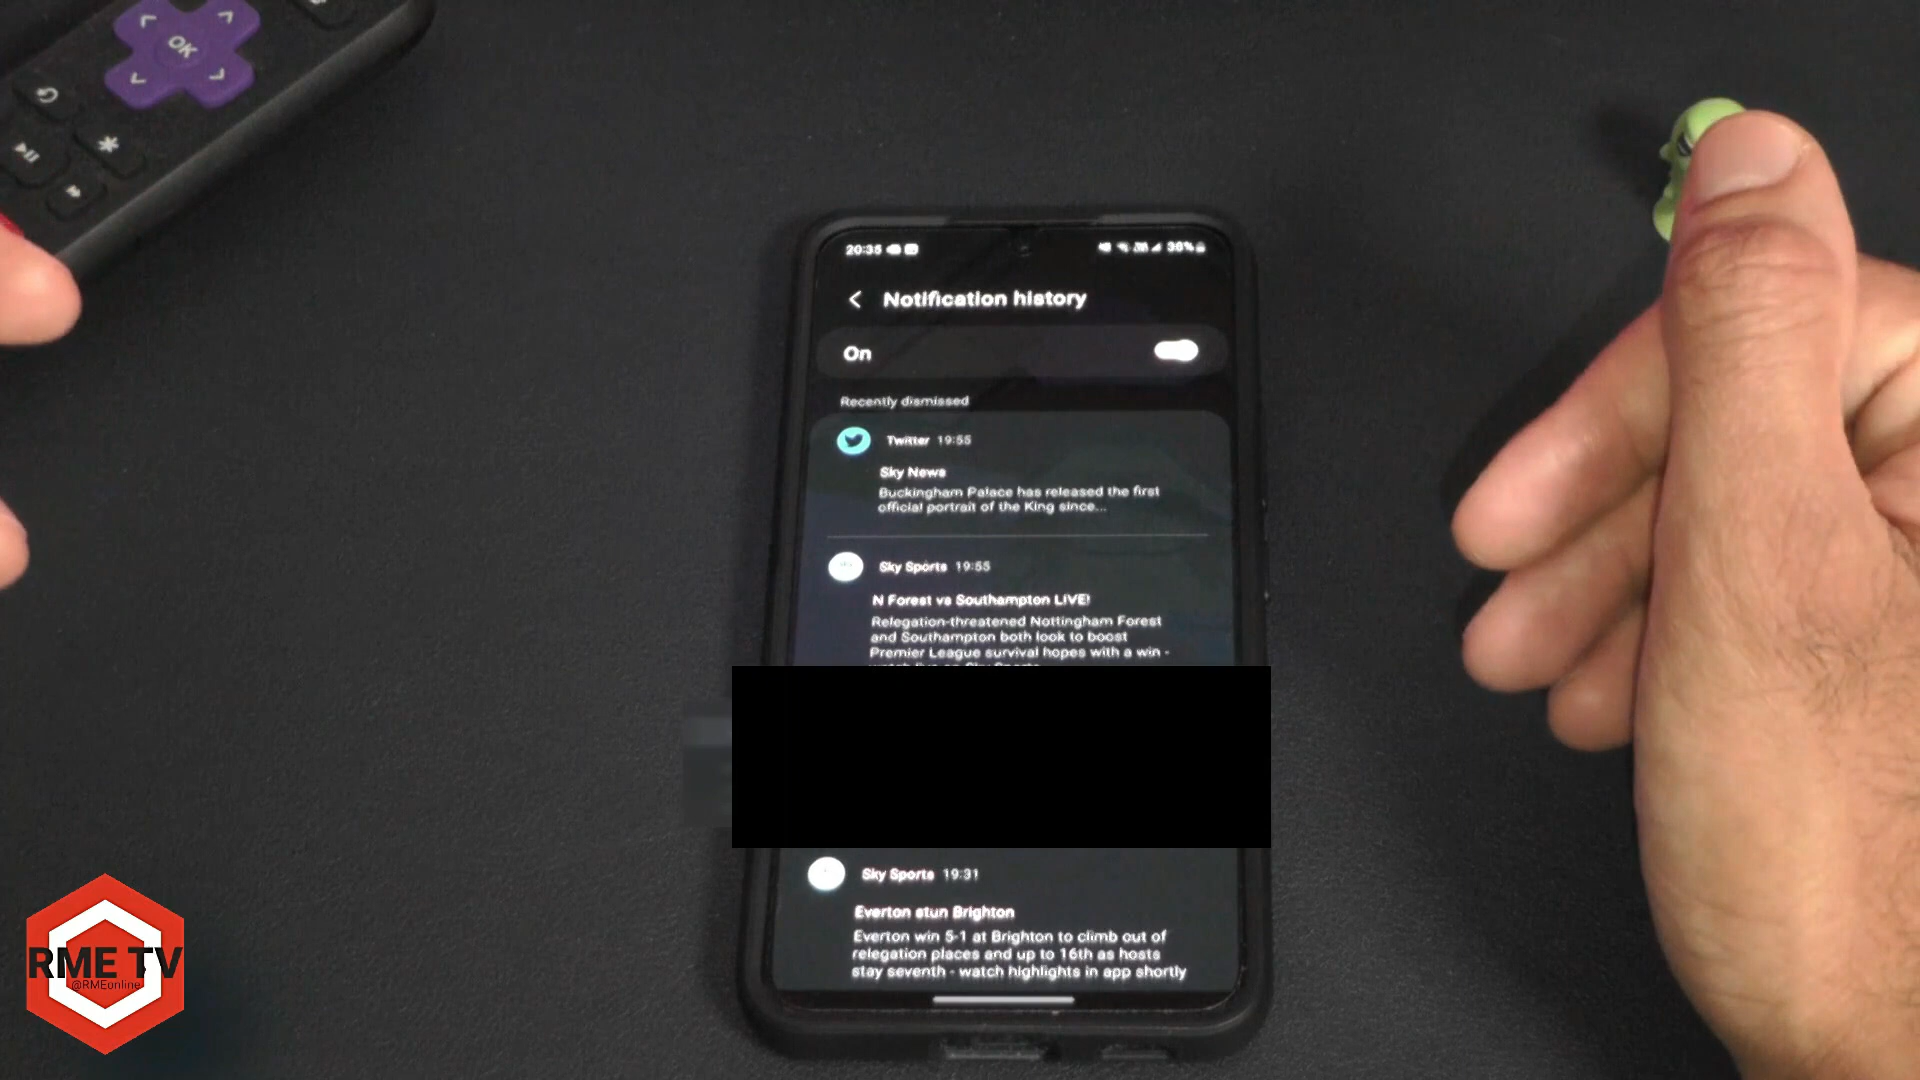 OK
20:35
36%
Notification history
On
Recently dismissed
Twitter 19:55
Sky News
Buckingham Palace has released the first
official portrait of the King since...
Sky Sports 19:55
N Forest vs Southampton LIVE!
Relegation-threatened Nottingham Forest
and Southampton both look to boost
Premier League survival hopes with a win -
Sky Sports 19:31
Everton stun Brighton
Everton win 5-1 at Brighton to climb out of
relegation places and up to 16th as hosts
stay seventh - watch highlights in app shortly
RME TV
@RMEonline